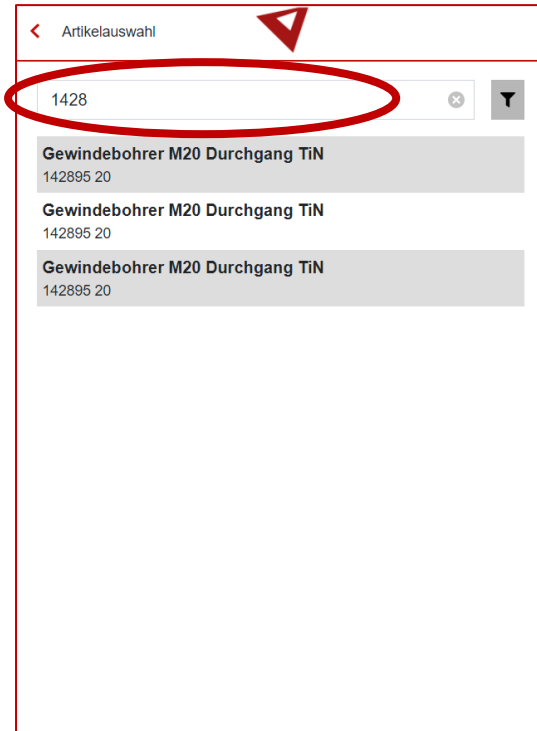 Artikelauswahl
1428
Gewindebohrer M20 Durchgang TiN
142895 20
Gewindebohrer M20 Durchgang TiN
142895 20
Gewindebohrer M20 Durchgang TiN
142895 20